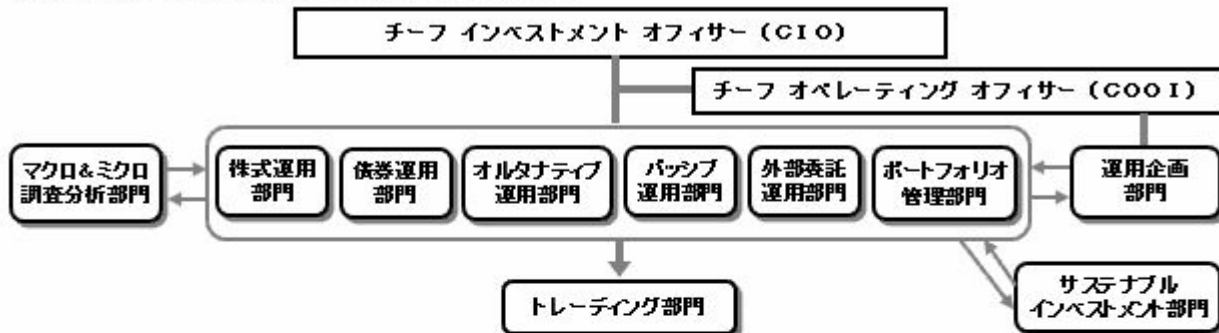 チーフ インベストメント オフィサー (CIO)
チーフ オペレーティング オフィサー (COOI)
マクロ&ミクロ
調査分析部門
株式運用
部門
債券運用
部門
オルタナティブ
運用部門
パッシブ
運用部門
外部委託
運用部門
ポートフォリオ
管理部門
運用企画
部門
トレーディング部門
サステナブル
インベストメント部門